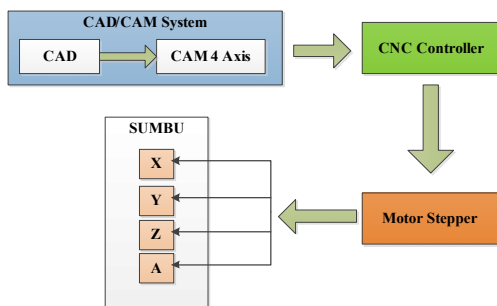 CAD/CAM System
CAD
CAM 4 Axis
CNC Controller
Motor Stepper
SUMBU
X
Y
Z
A